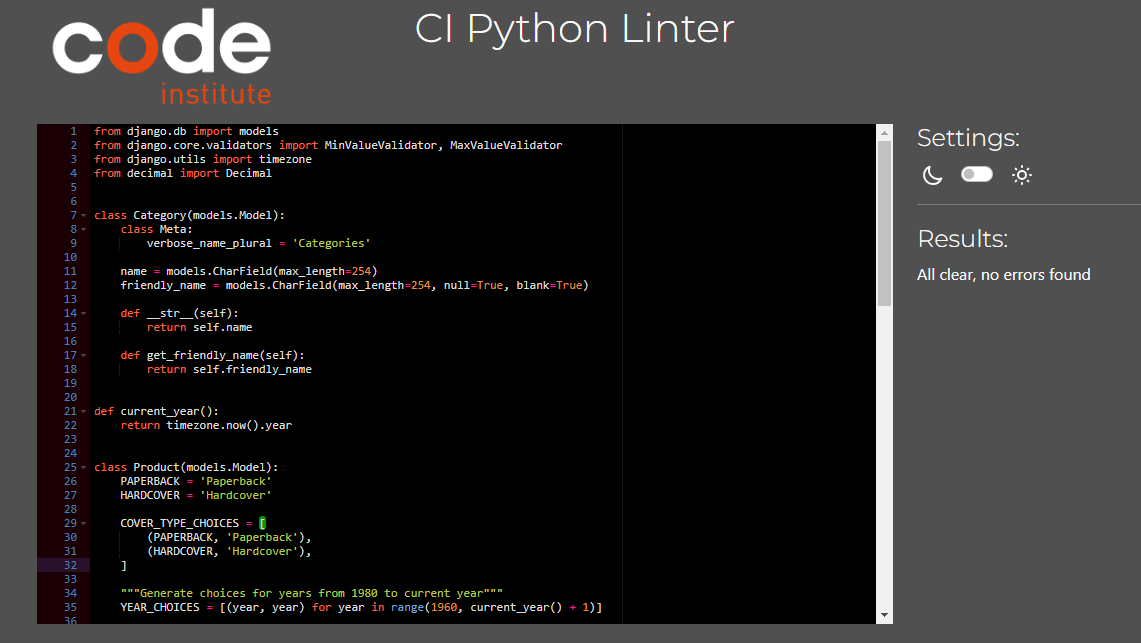 code
institute
CI Python Linter
1 from django.db import models
2 from django.core.validators import MinValueValidator, MaxValueValidator
3 from django.utils import timezone
4 from decimal import Decimal
5
6
7 class Category(models.Model):
8     class Meta:
9         verbose_name_plural = 'Categories'
10
11     name = models.CharField(max_length=254)
12     friendly_name = models.CharField(max_length=254, null=True, blank=True)
13
14     def __str__(self):
15         return self.name
16
17     def get_friendly_name(self):
18         return self.friendly_name
19
20
21 def current_year():
22     return timezone.now().year
23
24
25 class Product(models.Model):
26     PAPERBACK = 'Paperback'
27     HARDCOVER = 'Hardcover'
28
29     COVER_TYPE_CHOICES = [
30         (PAPERBACK, 'Paperback'),
31         (HARDCOVER, 'Hardcover'),
32     ]
33
34     """Generate choices for years from 1980 to current year"""
35     YEAR_CHOICES = [(year, year) for year in range(1960, current_year() + 1)]
36
Settings:
Results:
All clear, no errors found